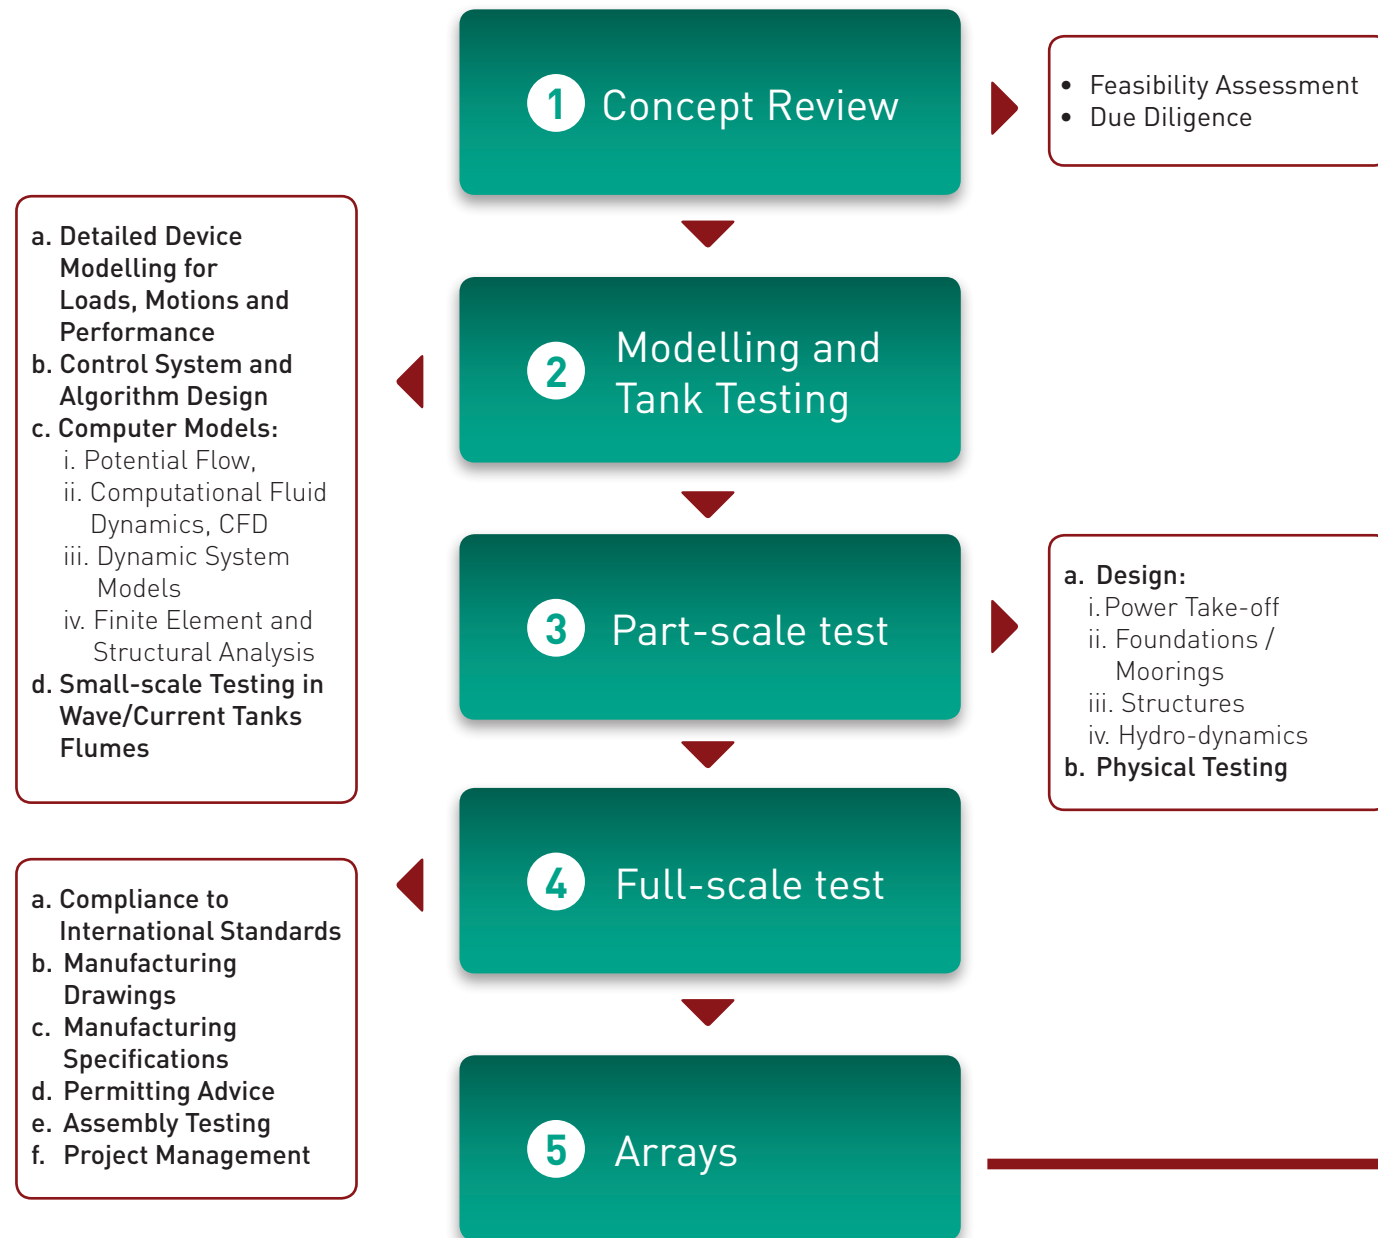 1 Concept Review
• Feasibility Assessment
• Due Diligence
2 Modelling and
Tank Testing
a. Detailed Device
Modelling for
Loads, Motions and
Performance
b. Control System and
Algorithm Design
c. Computer Models:
i. Potential Flow,
ii. Computational Fluid
Dynamics, CFD
iii. Dynamic System
Models
iv. Finite Element and
Structural Analysis
d. Small-scale Testing in
Wave/Current Tanks
Flumes
3 Part-scale test
a. Design:
i.Power Take-off
ii. Foundations /
Moorings
iii. Structures
iv. Hydro-dynamics
b. Physical Testing
4 Full-scale test
a. Compliance to
International Standards
b. Manufacturing
Drawings
c. Manufacturing
Specifications
d. Permitting Advice
e. Assembly Testing
f. Project Management
5 Arrays